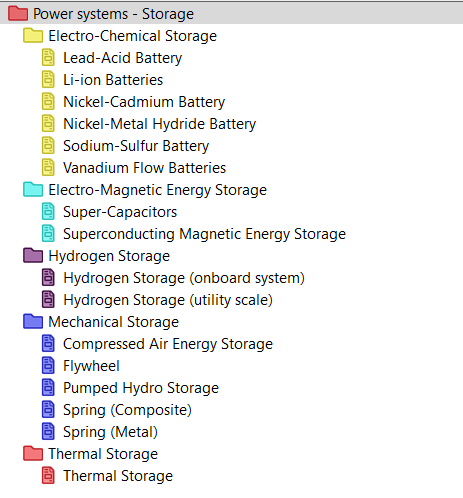 Power systems - Storage
Electro-Chemical Storage
Lead-Acid Battery
Li-ion Batteries
Nickel-Cadmium Battery
Nickel-Metal Hydride Battery
Sodium-Sulfur Battery
Vanadium Flow Batteries
Electro-Magnetic Energy Storage
Super-Capacitors
Superconducting Magnetic Energy Storage
Hydrogen Storage
Hydrogen Storage (onboard system)
Hydrogen Storage (utility scale)
Mechanical Storage
Compressed Air Energy Storage
Flywheel
Pumped Hydro Storage
Spring (Composite)
Spring (Metal)
Thermal Storage
Thermal Storage